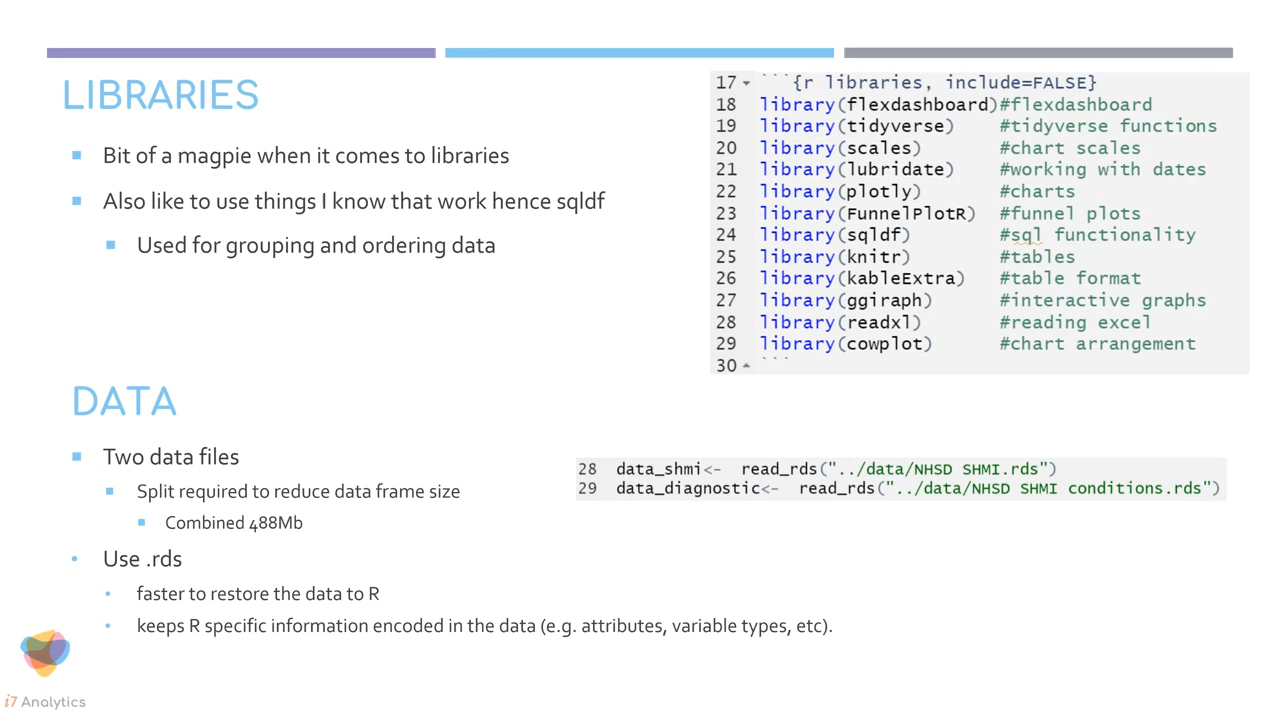 LIBRARIES
Bit of a magpie when it comes to libraries
Also like to use things I know that work hence sqldf
Used for grouping and ordering data
17 ```{r libraries, include=FALSE}
18 library(flexdashboard)#flexdashboard
19 library(tidyverse) #tidyverse functions
20 library(scales) #chart scales
21 library(lubridate) #working with dates
22 library(plotly) #charts
23 library(FunnelPlotR) #funnel plots
24 library(sqldf) #sql functionality
25 library(knitr) #tables
26 library(kableExtra) #table format
27 library(ggiraph) #interactive graphs
28 library(readxl) #reading excel
29 library(cowplot) #chart arrangement
30 ```
DATA
Two data files
Split required to reduce data frame size
Combined 488Mb
Use .rds
faster to restore the data to R
keeps R specific information encoded in the data (e.g. attributes, variable types, etc).
28 data_shmi<- read_rds("../data/NHSD SHMI.rds")
29 data_diagnostic<- read_rds("../data/NHSD SHMI conditions.rds")
i7 Analytics